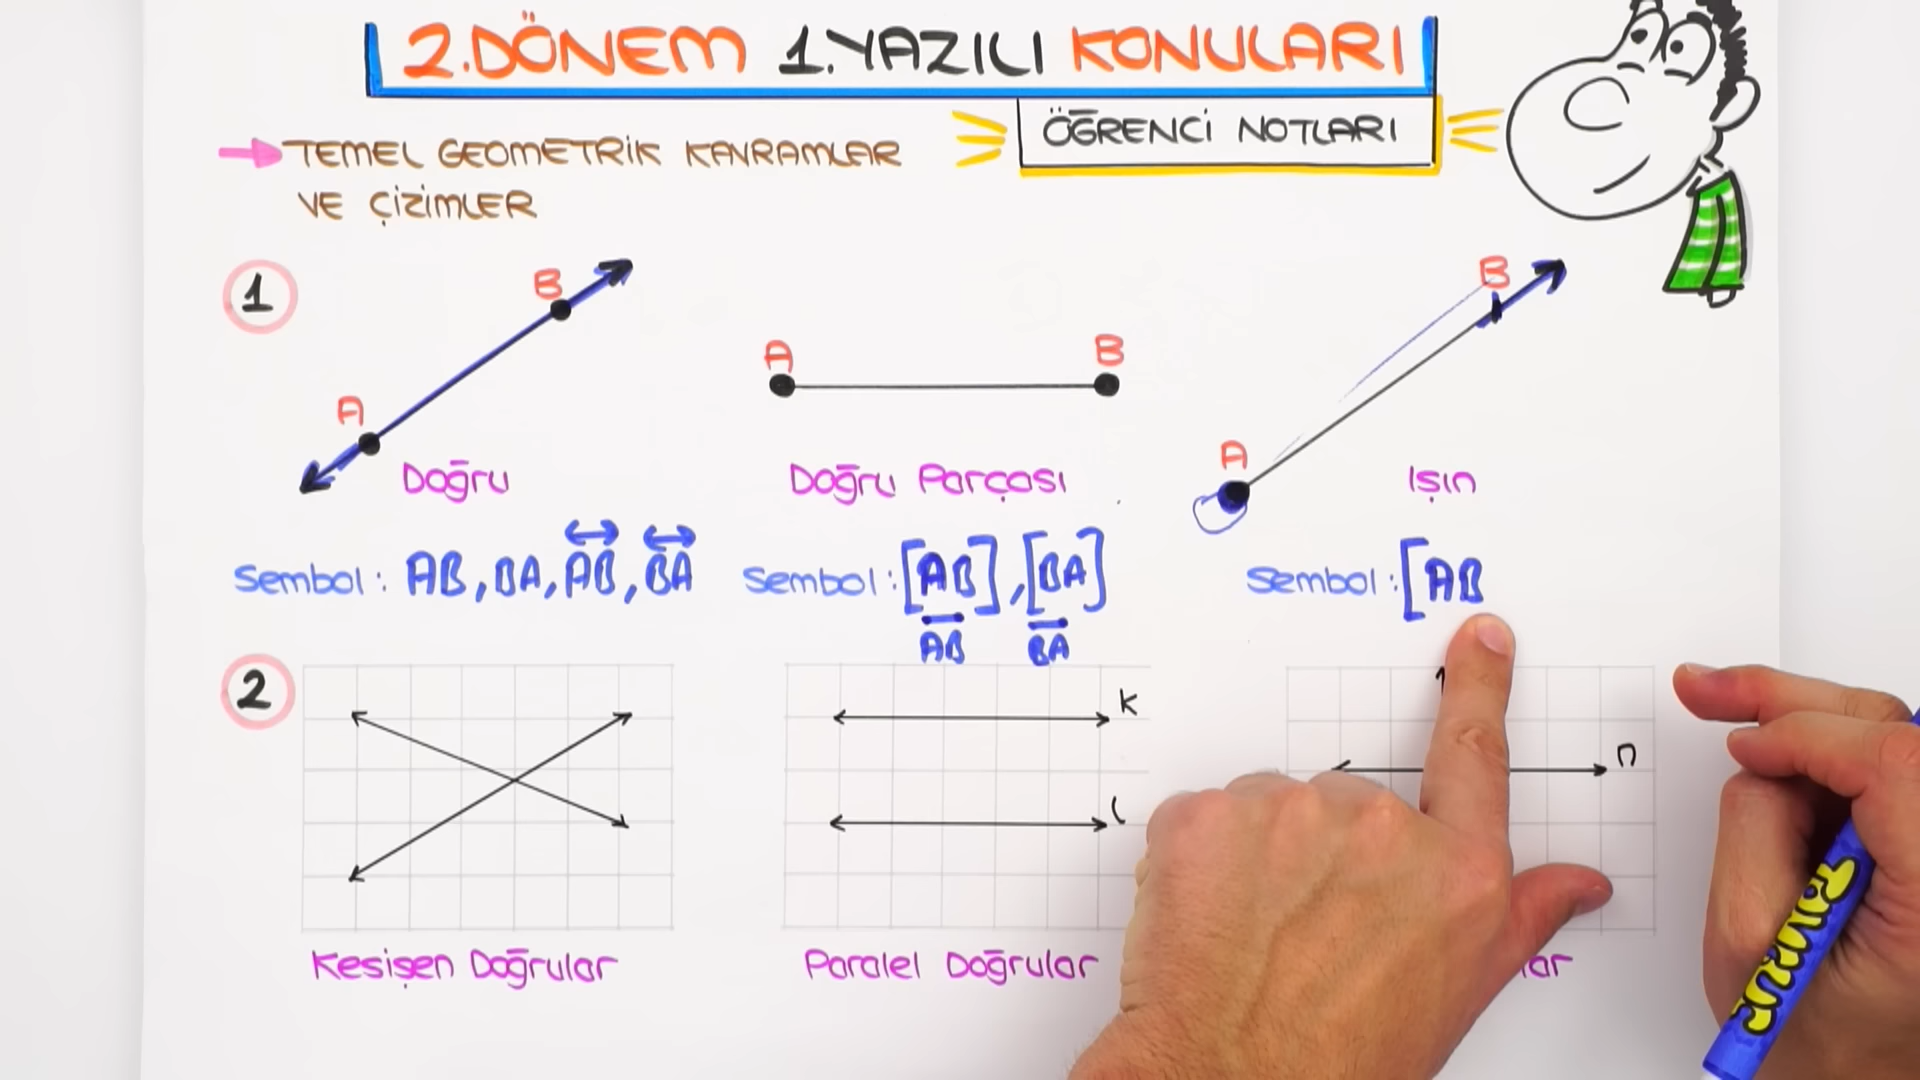 2.DÖNEM 1.YAZILI KONULARI
ÖĞRENCİ NOTLARI
TEMEL GEOMETRİK KAVRAMLAR
VE ÇİZİMLER
1
A B
Doğru
Sembol: AB, BA, AB, BA
A B
Doğru Parçası
Sembol: [AB], [BA]
AB BA
A B
Işın
Sembol: [AB
2
Kesişen Doğrular
K
l
Paralel Doğrular
n
lar